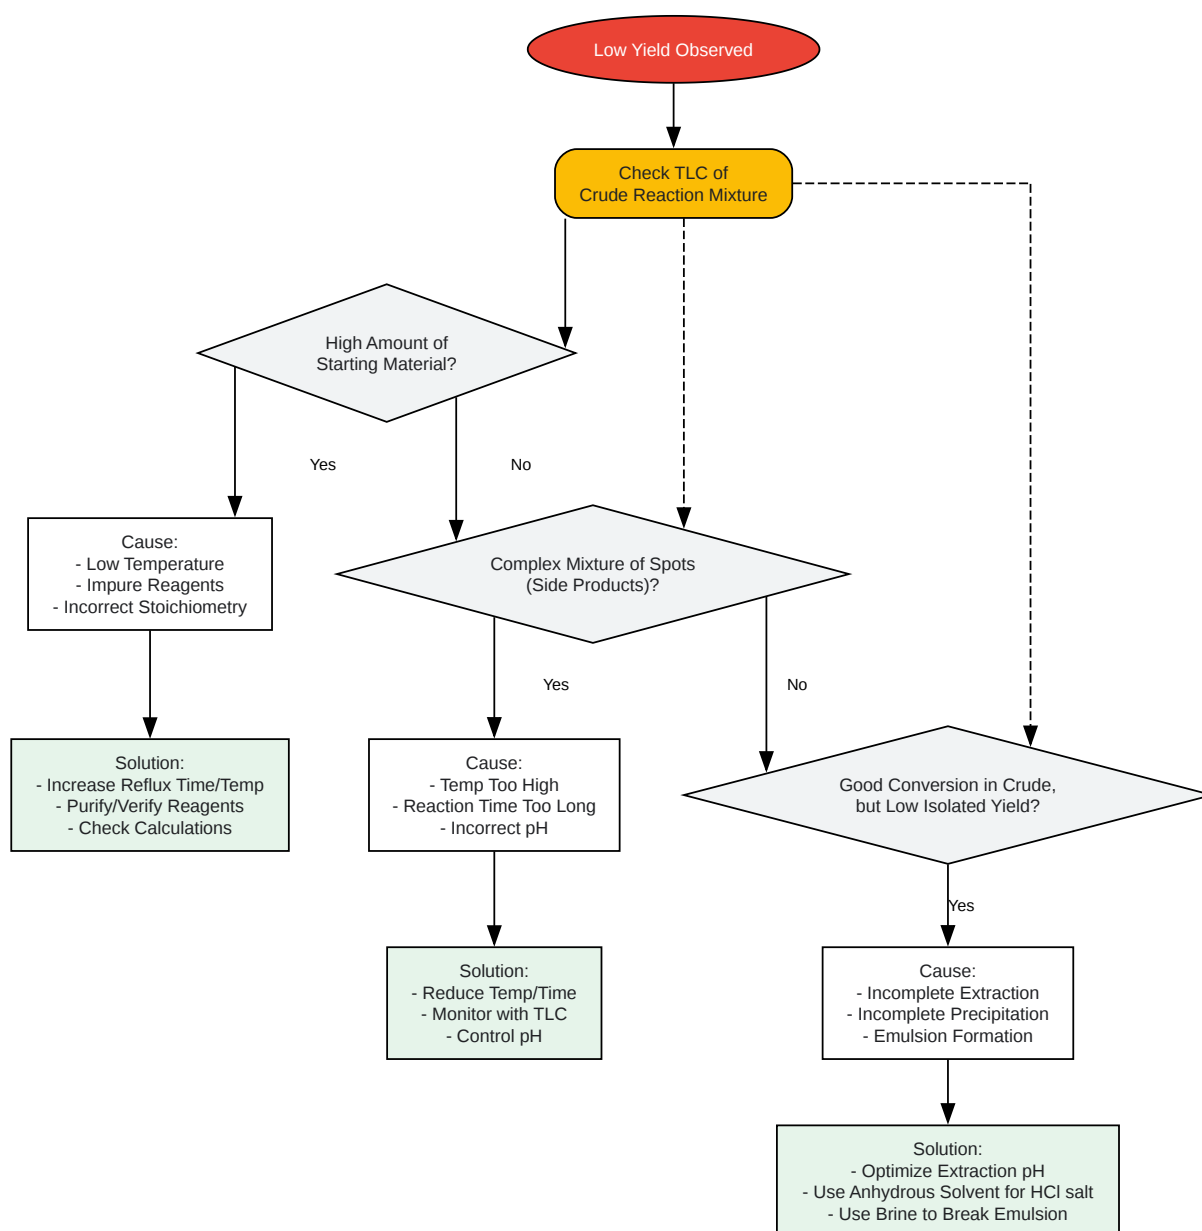 Low Yield Observed
Check TLC of
Crude Reaction Mixture
High Amount of
Starting Material?
Yes
No
Cause:
- Low Temperature
- Impure Reagents
- Incorrect Stoichiometry
Complex Mixture of Spots
(Side Products)?
Yes
No
Solution:
- Increase Reflux Time/Temp
- Purify/Verify Reagents
- Check Calculations
Cause:
- Temp Too High
- Reaction Time Too Long
- Incorrect pH
Good Conversion in Crude,
but Low Isolated Yield?
Yes
Solution:
- Reduce Temp/Time
- Monitor with TLC
- Control pH
Cause:
- Incomplete Extraction
- Incomplete Precipitation
- Emulsion Formation
Solution:
- Optimize Extraction pH
- Use Anhydrous Solvent for HCl salt
- Use Brine to Break Emulsion